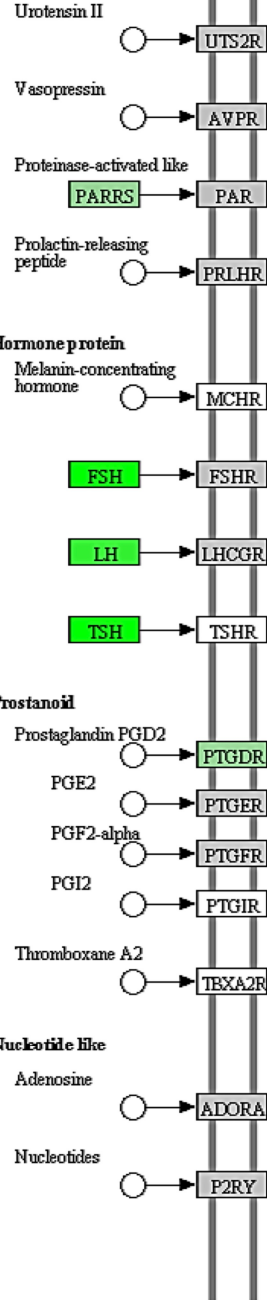 Urotensin II
UTS2R
Vasopressin
AVPR
Proteinase-activated like
PARRS PAR
Prolactin-releasing
peptide
PRLHR
Hormone protein
Melanin-concentrating
hormone
MCHR
FSH FSHR
LH LHCGR
TSH TSHR
Prostanoid
Prostaglandin PGD2
PTGDR
PGE2
PTGER
PGF2-alpha
PTGFR
PGI2
PTGIR
Thromboxane A2
TBXA2R
Nucleotide like
Adenosine
ADORA
Nucleotides
P2RY